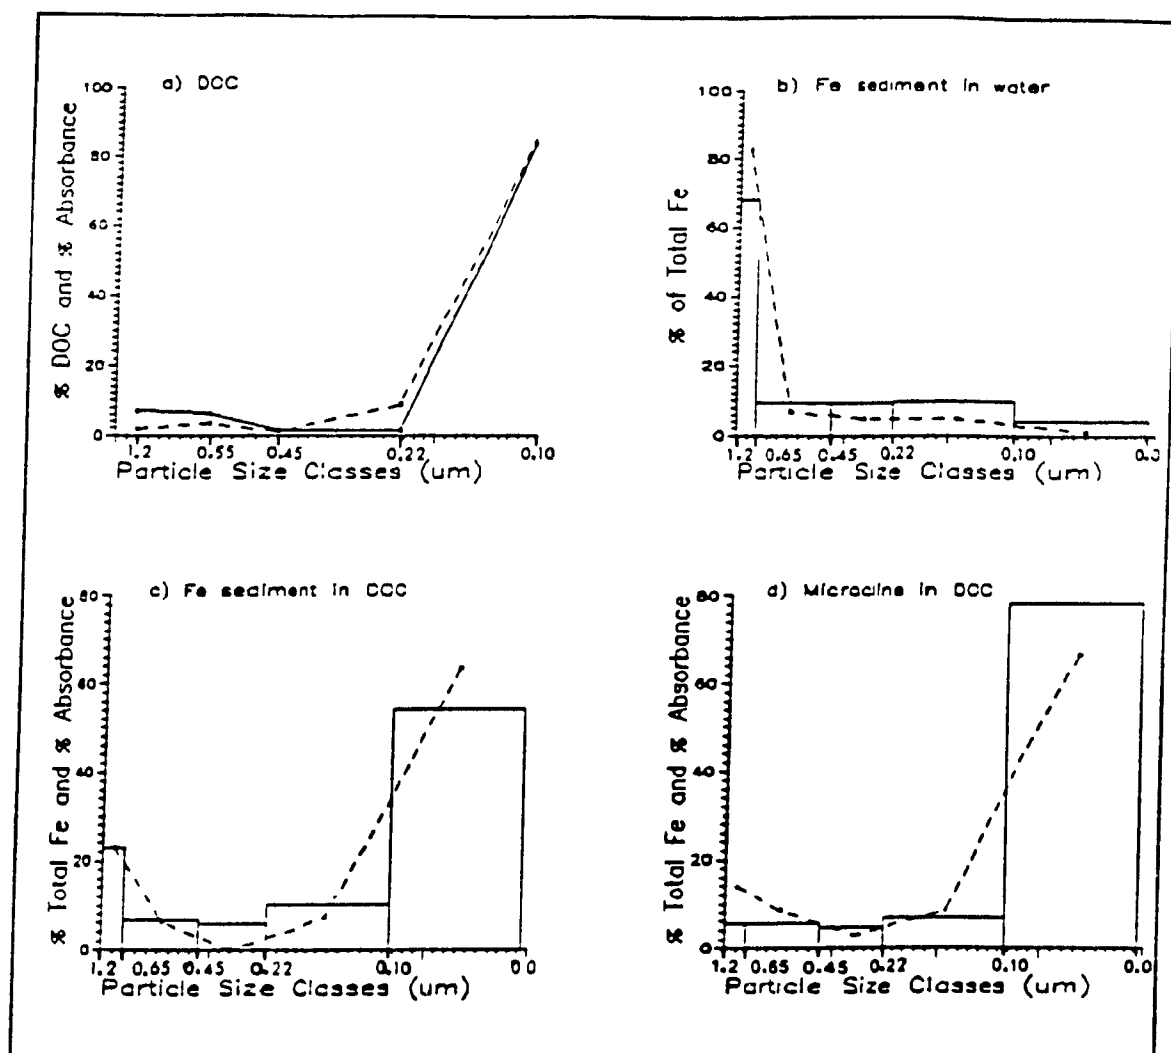 a) DOC
% DOC and % Absorbance
100
80
60
40
20
0
1.2 0.55 0.45 0.22 0.10
Particle Size Classes (um)
b) Fe sediment in water
% of Total Fe
100
80
60
40
20
0
1.2 0.65 0.45 0.22 0.10 0.0
Particle Size Classes (um)
c) Fe sediment in DOC
% Total Fe and % Absorbance
80
60
40
20
0
1.2 0.65 0.45 0.22 0.10 0.0
Particle Size Classes (um)
d) Microcline in DOC
% Total Fe and % Absorbance
80
60
40
20
0
1.2 0.65 0.45 0.22 0.10 0.0
Particle Size Classes (um)